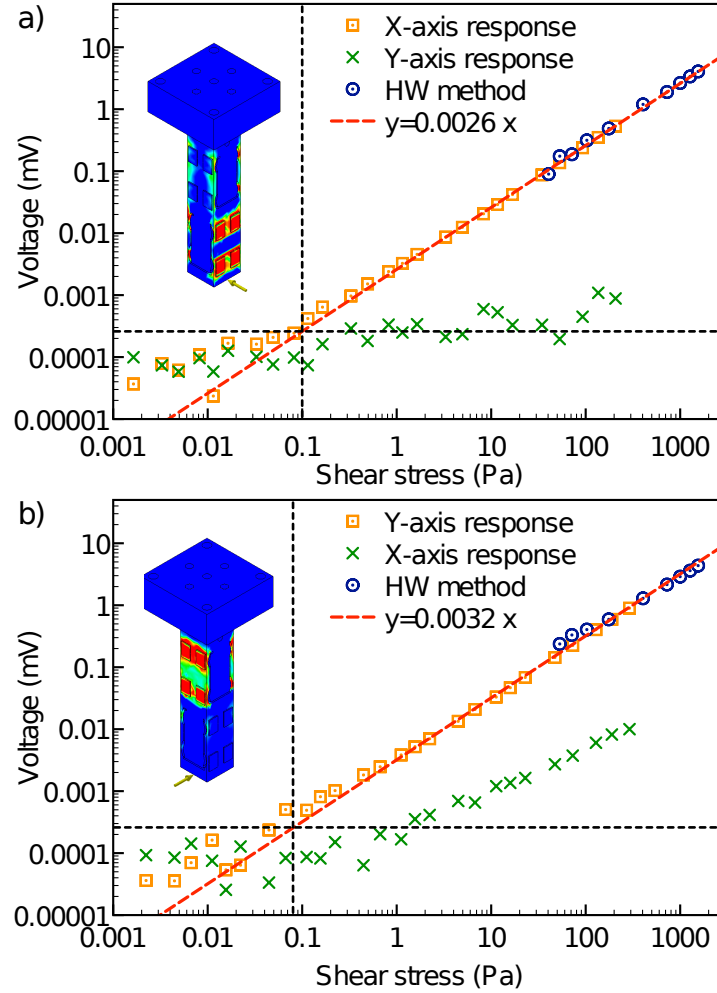 a)
X-axis response
Y-axis response
HW method
y=0.0026 x
10
1
0.1
0.01
0.001
0.0001
0.00001
Voltage (mV)
0.001 0.01 0.1 1 10 100 1000
Shear stress (Pa)
b)
Y-axis response
X-axis response
HW method
y=0.0032 x
10
1
0.1
0.01
0.001
0.0001
0.00001
Voltage (mV)
0.001 0.01 0.1 1 10 100 1000
Shear stress (Pa)